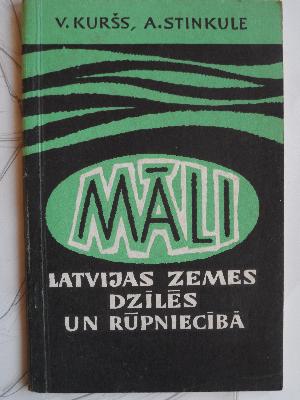 V. KURŠS, A. STINKULE
MĀLI
LATVIJAS ZEMES
DZĪLĒS
UN RŪPNIECĪBĀ